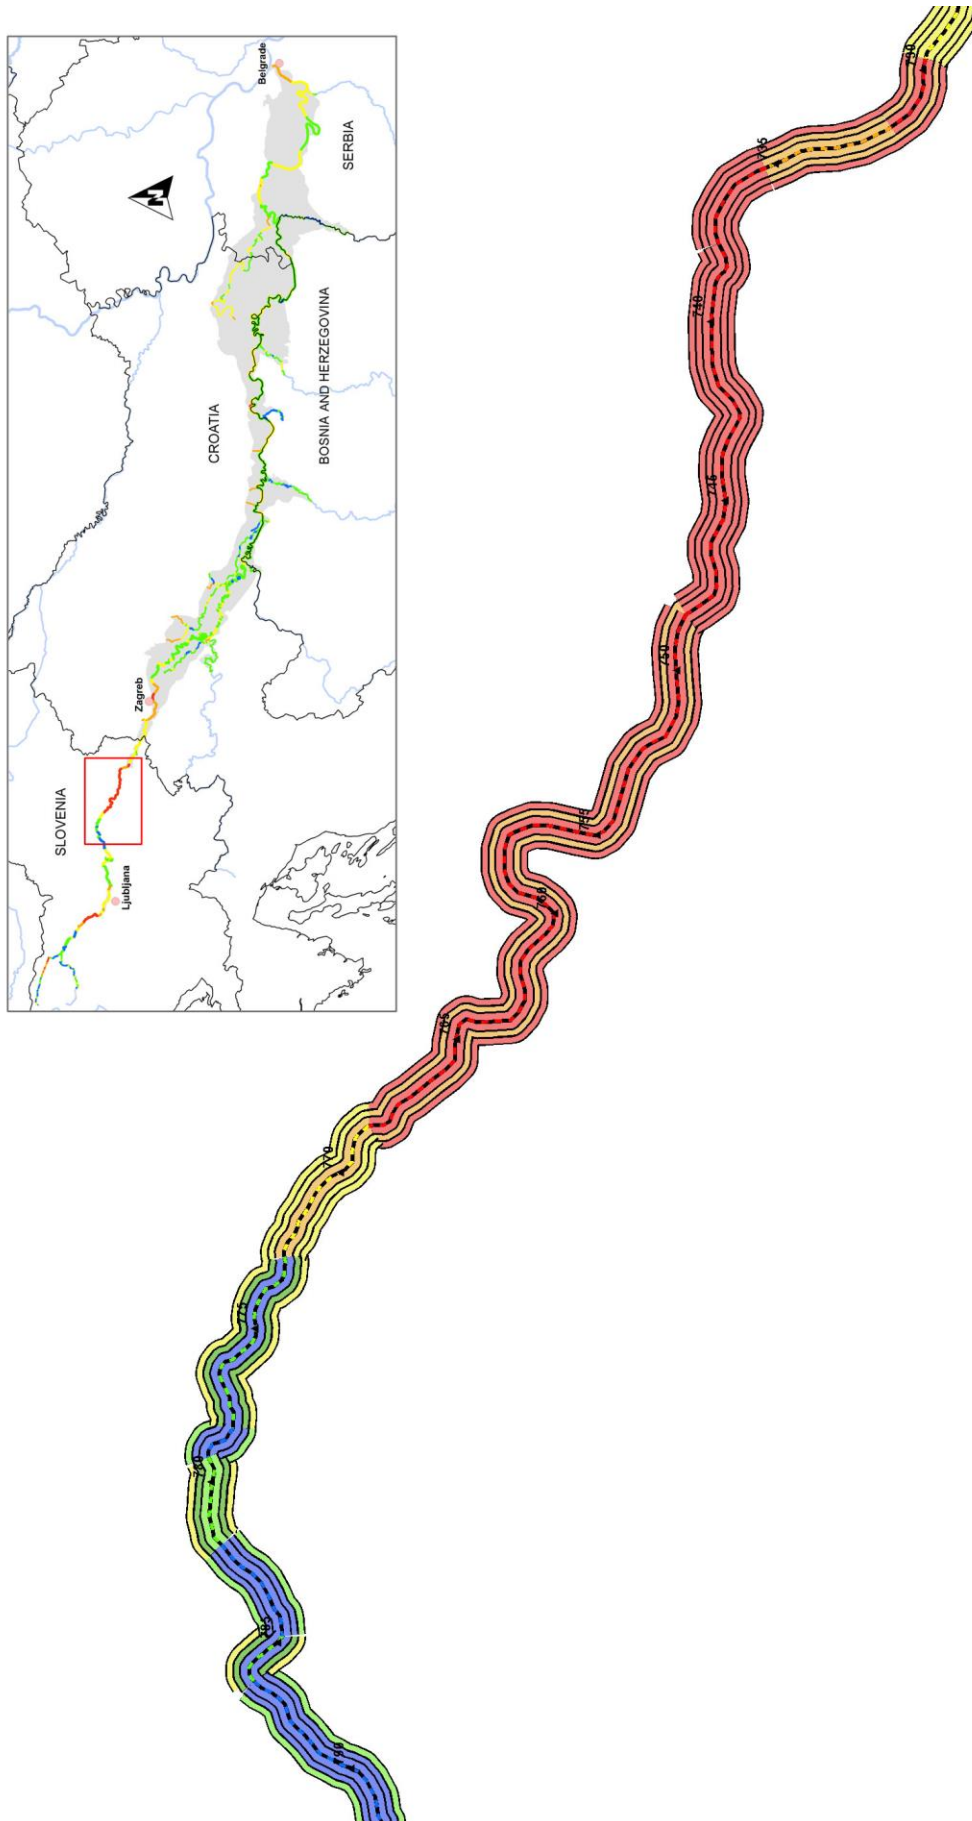 SLOVENIA
Ljubljana
Zagreb
CROATIA
BOSNIA AND HERZEGOVINA
SERBIA
Belgrade
N
730
735
740
745
750
755
760
765
770
775
780
785
790